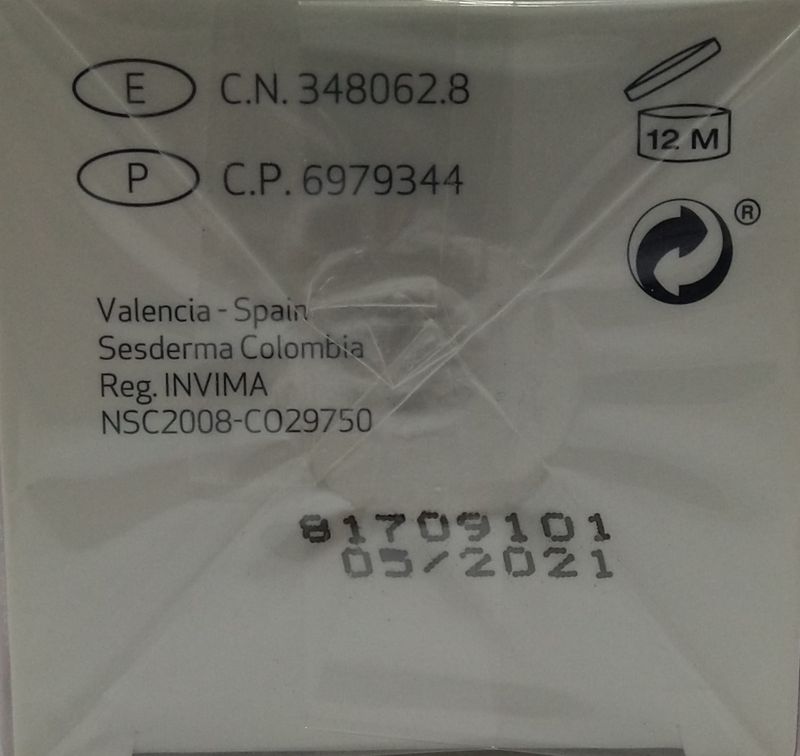 E C.N. 348062.8
12 M
P C.P. 6979344
®
Valencia - Spain
Sesderma Colombia
Reg. INVIMA
NSC2008-CO29750
81709101
05/2021